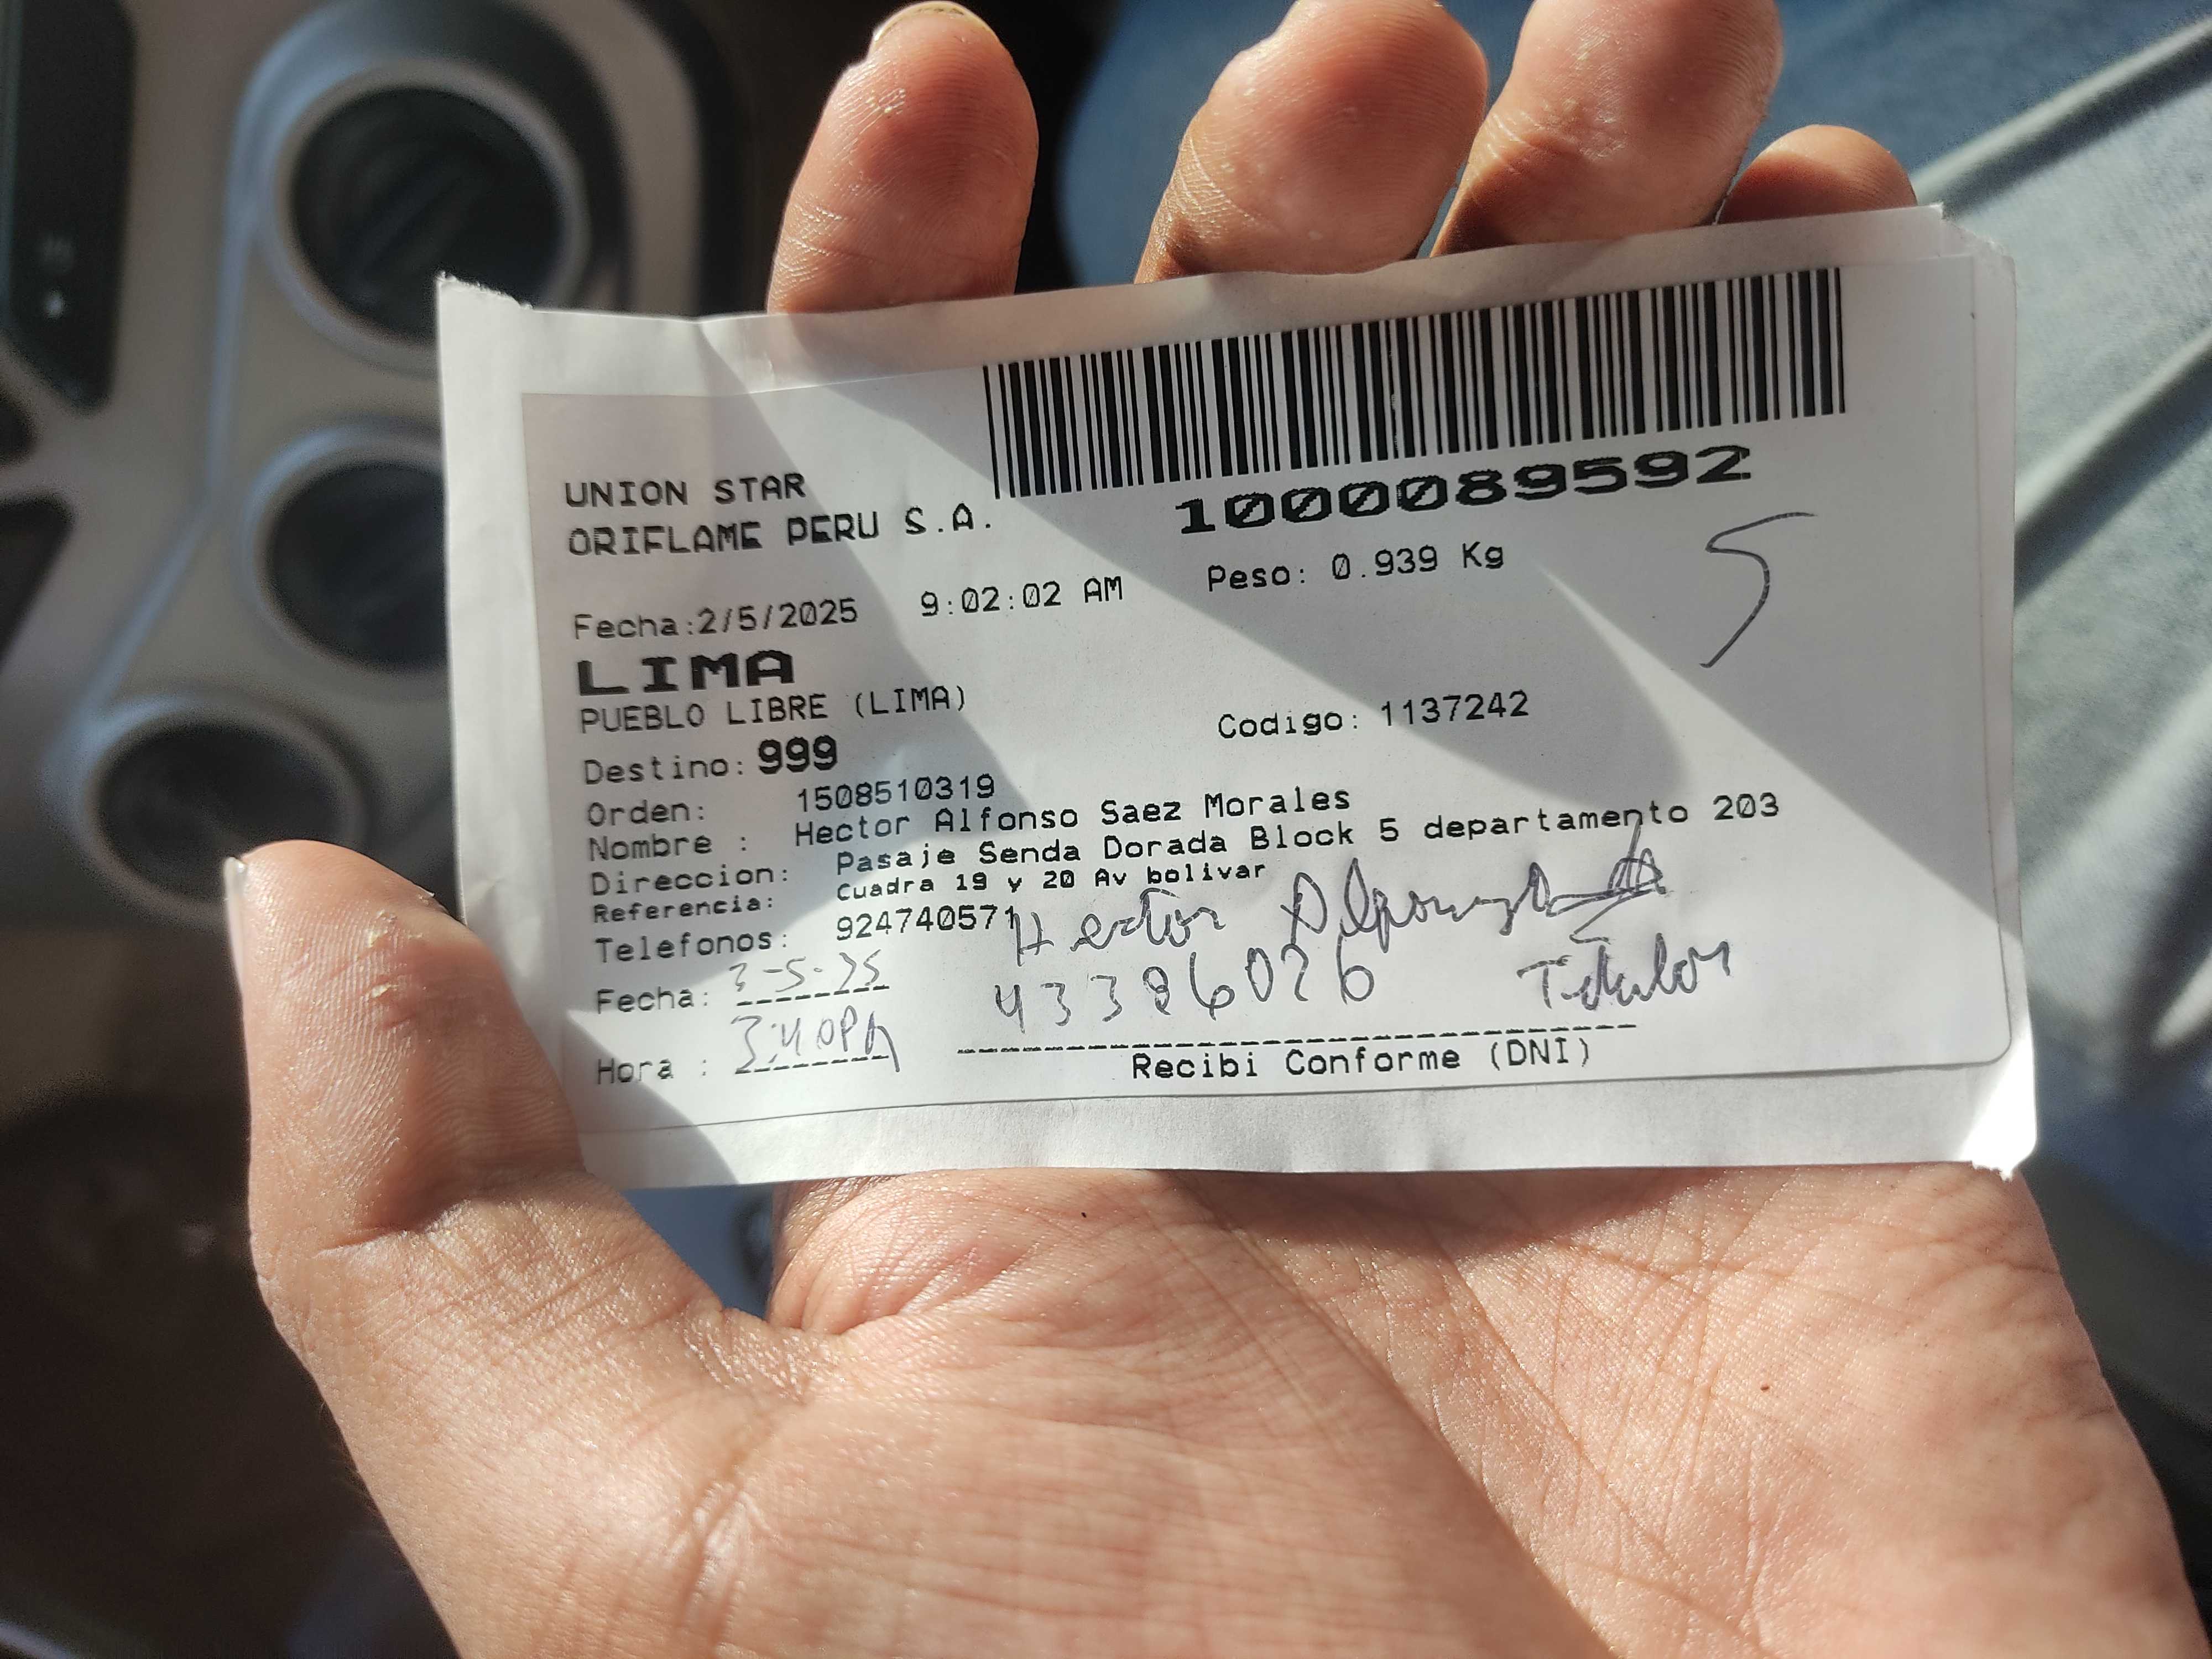 UNION STAR
ORIFLAME PERU S.A.
1000089592
Fecha:2/5/2025 9:02:02 AM Peso: 0.939 Kg
5
LIMA
PUEBLO LIBRE (LIMA)
Destino: 999 Codigo: 1137242
Orden: 1508510319
Nombre : Hector Alfonso Saez Morales
Direccion: Pasaje Senda Dorada Block 5 departamento 203
Referencia: Cuadra 19 y 20 Av bolivar
Telefonos: 924740571
Hector
Fecha: 3-5-25
43386026 Titular
Hora : 3:40PM
Recibi Conforme (DNI)